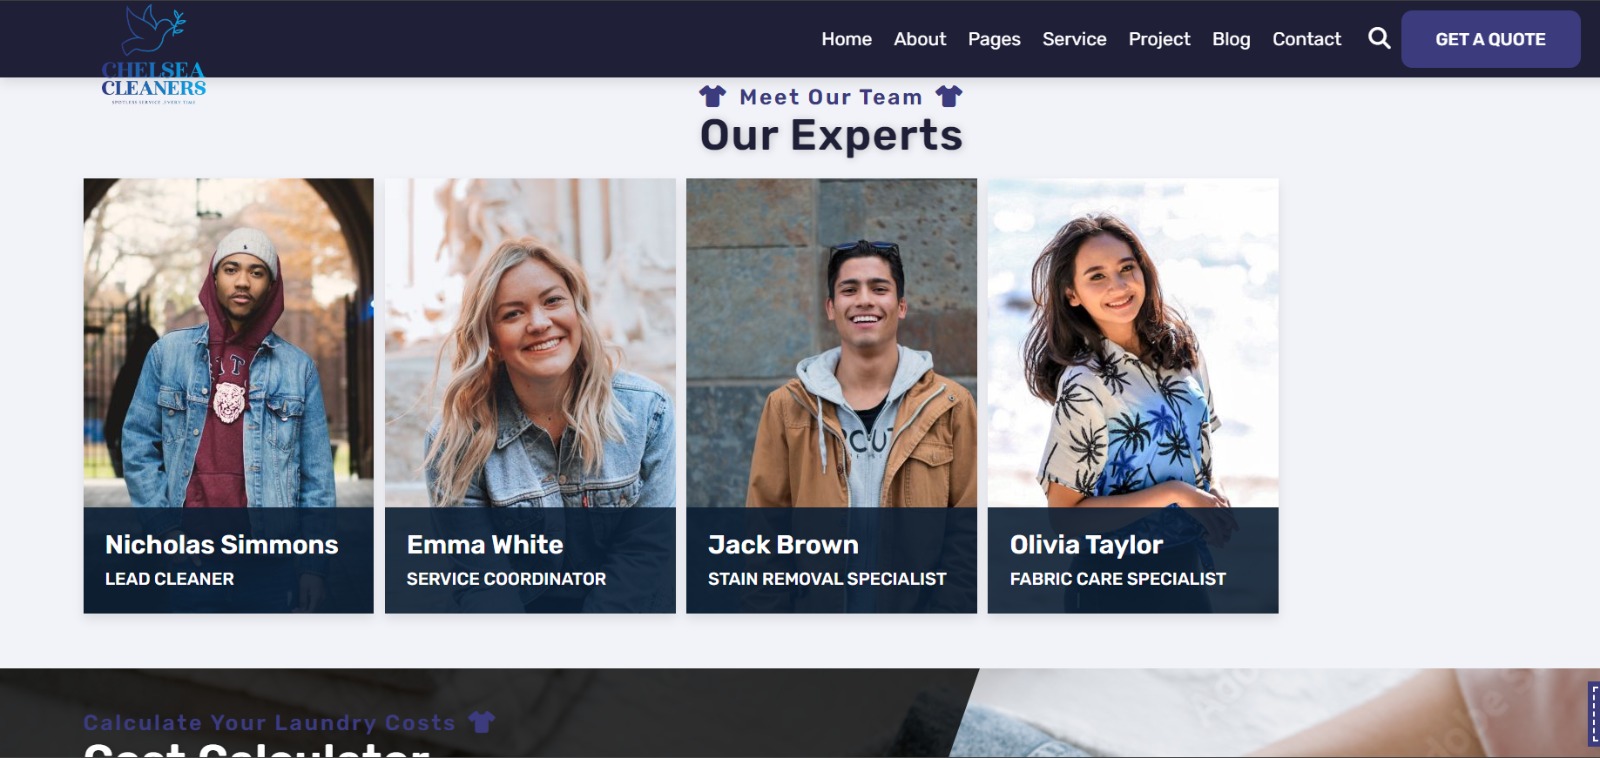 Home About Pages Service Project Blog Contact GET A QUOTE
CHELSEA
CLEANERS
SPOTLESS SERVICE EVERY TIME
Meet Our Team
Our Experts
Nicholas Simmons
LEAD CLEANER
Emma White
SERVICE COORDINATOR
Jack Brown
STAIN REMOVAL SPECIALIST
Olivia Taylor
FABRIC CARE SPECIALIST
Calculate Your Laundry Costs
Cost Calculator